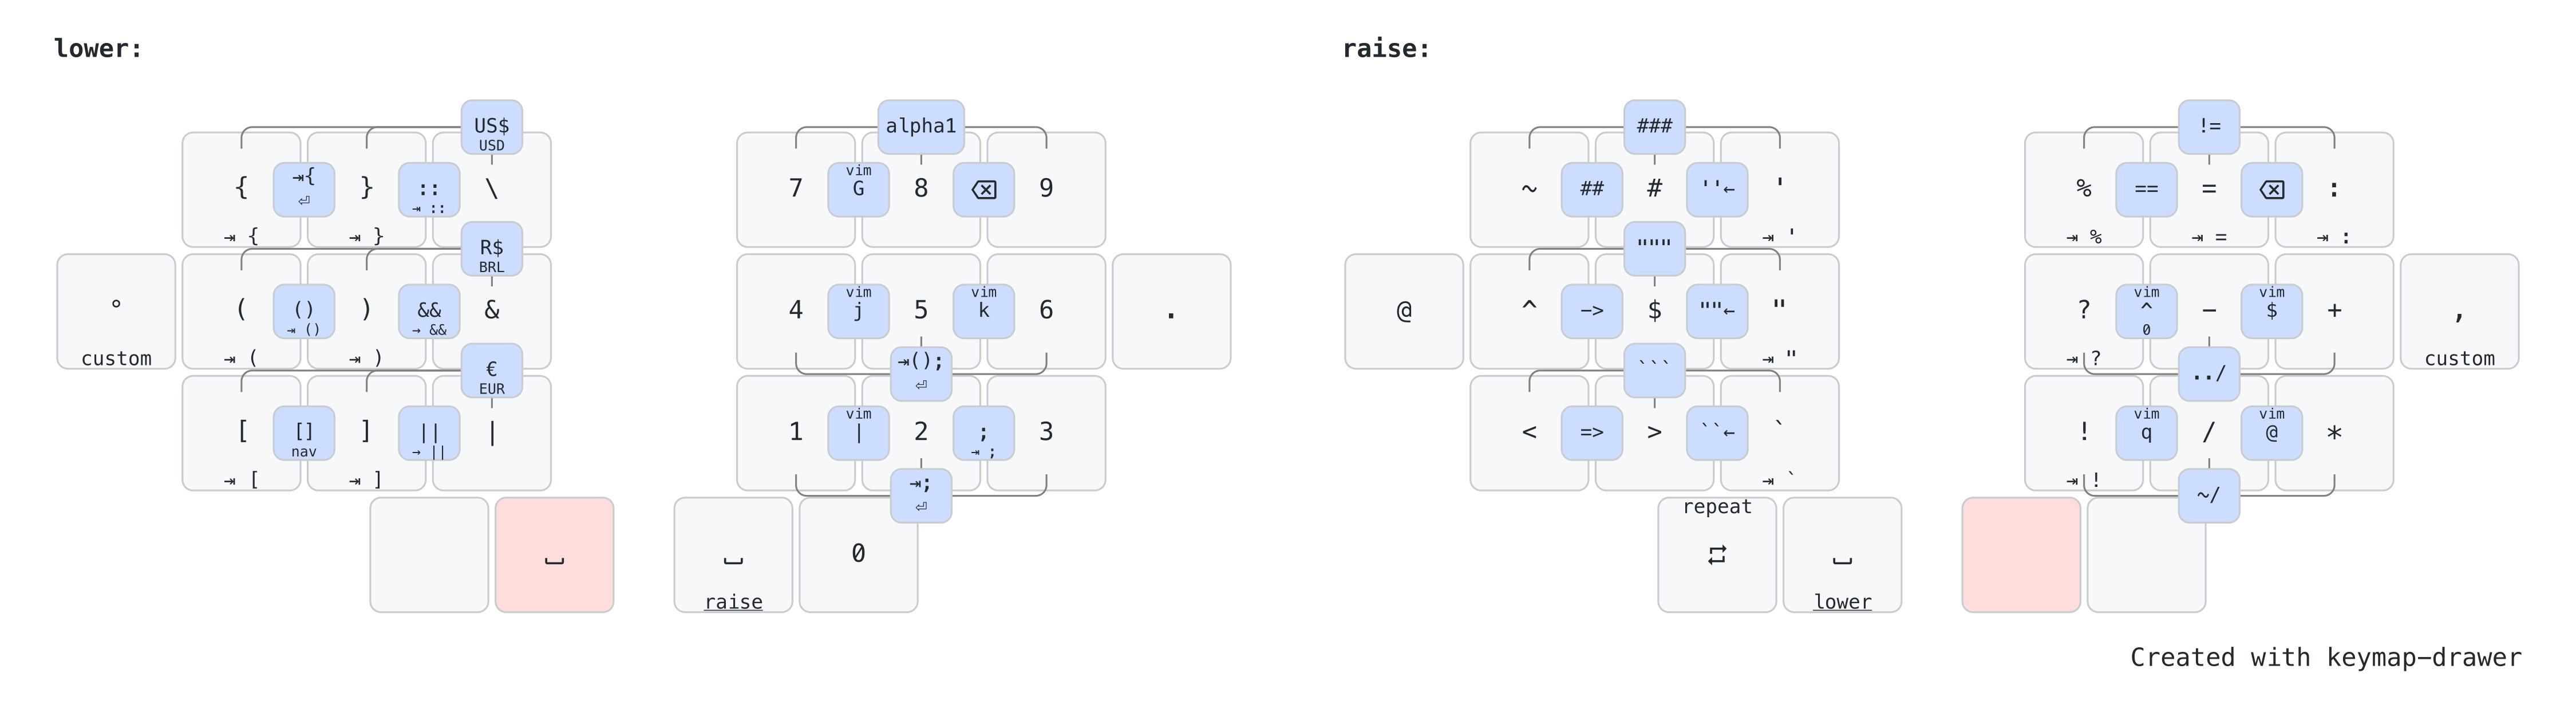 lower:
raise:
US$
USD
alpha1
###
!=
{ ⇥{ } :: \
⏎ ⇥ ::
vim
7 G 8 ⌫ 9
~ ## # ''← '
% == = ⌫ :
⇥ { ⇥ }
⇥ '
⇥ % ⇥ = ⇥ :
R$
BRL
"""
°
custom
( () ) && &
⇥ () → &&
⇥ ( ⇥ )
vim vim
4 j 5 k 6
.
@
^ -> $ ""← "
⇥ "
vim vim
? ^ − $ +
0
⇥ ?
,
custom
€
EUR
⇥();
⏎
```
../
[ [] ] || |
nav → ||
⇥ [ ⇥ ]
vim
1 | 2 ; 3
⇥ ;
< => > ``← `
⇥ `
vim vim
! q / @ *
⇥ !
⇥;
⏎
~/
␣
␣
raise
0
repeat
␣
lower
Created with keymap-drawer